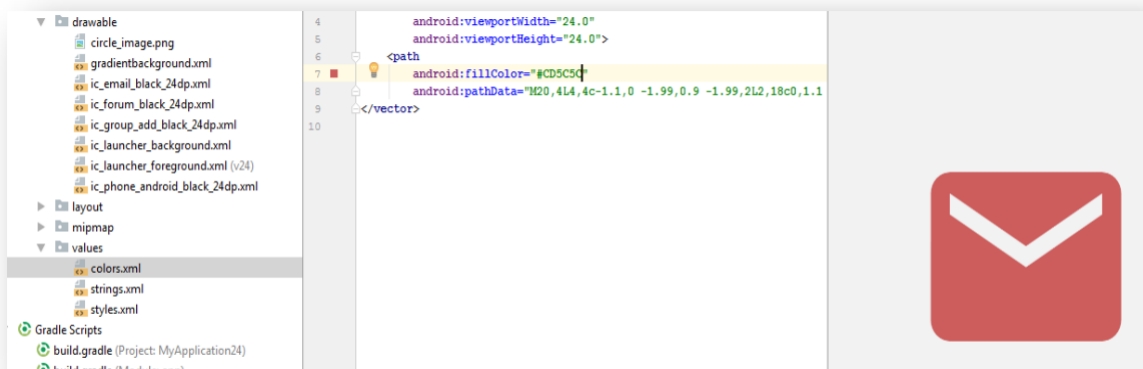 drawable
circle_image.png
gradientbackground.xml
ic_email_black_24dp.xml
ic_forum_black_24dp.xml
ic_group_add_black_24dp.xml
ic_launcher_background.xml
ic_launcher_foreground.xml (v24)
ic_phone_android_black_24dp.xml
layout
mipmap
values
colors.xml
strings.xml
styles.xml
Gradle Scripts
build.gradle (Project: MyApplication24)
4 android:viewportWidth="24.0"
5 android:viewportHeight="24.0">
6 <path
7 android:fillColor="#CD5C5C"
8 android:pathData="M20,4L4,4c-1.1,0 -1.99,0.9 -1.99,2L2,18c0,1.1
9 </vector>
10